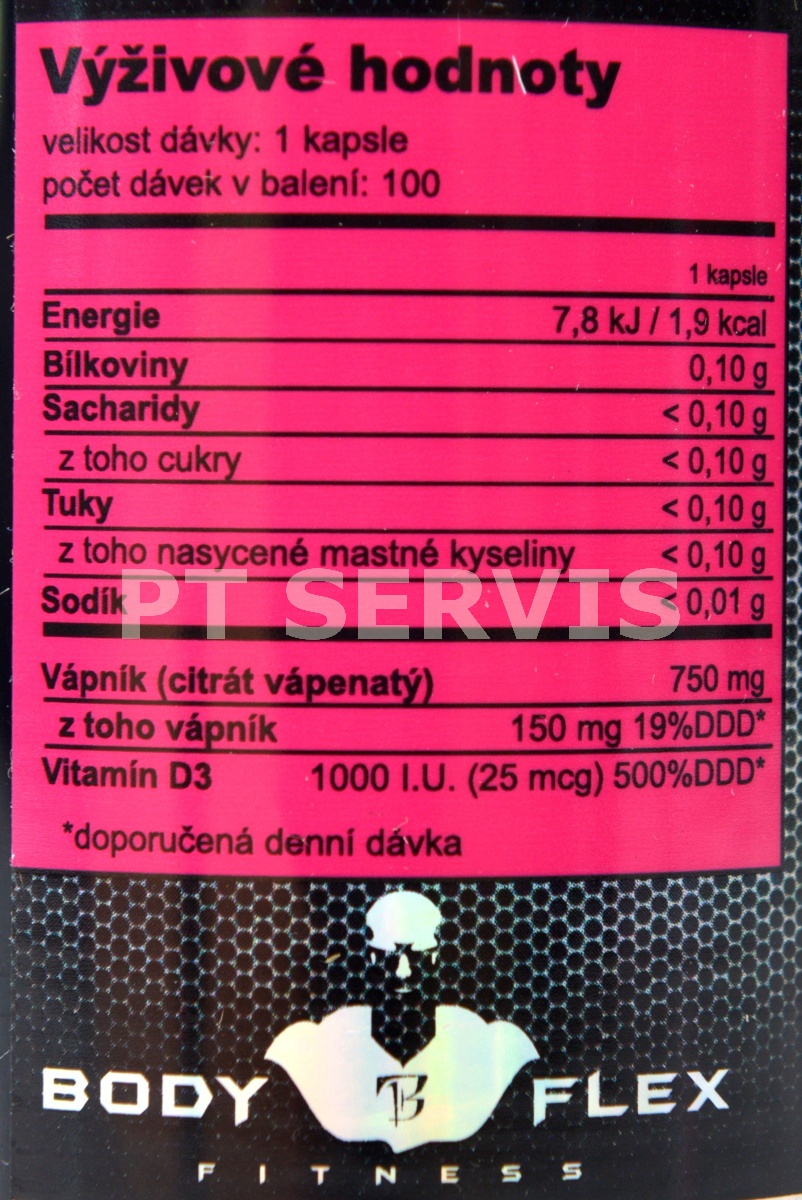 Výživové hodnoty
velikost dávky: 1 kapsle
počet dávek v balení: 100
1 kapsle
Energie 7,8 kJ / 1,9 kcal
Bílkoviny 0,10 g
Sacharidy < 0,10 g
z toho cukry < 0,10 g
Tuky < 0,10 g
z toho nasycené mastné kyseliny < 0,10 g
Sodík < 0,01 g
PT SERVIS
Vápník (citrát vápenatý) 750 mg
z toho vápník 150 mg 19%DDD*
Vitamín D3 1000 I.U. (25 mcg) 500%DDD*
*doporučená denní dávka
BODY FLEX
FITNESS